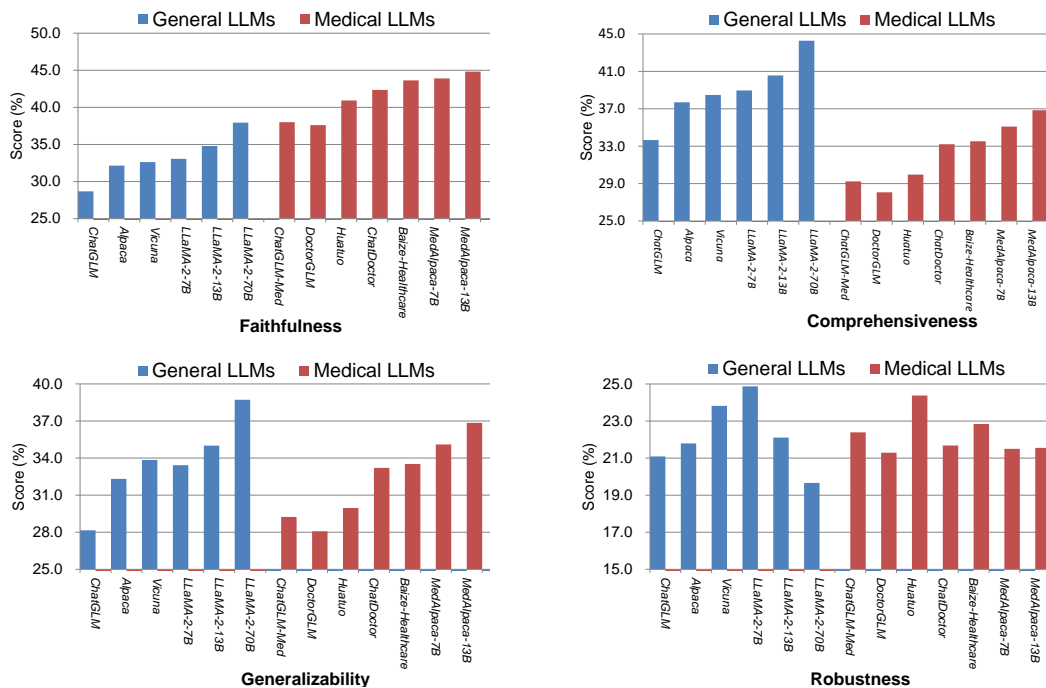 General LLMs Medical LLMs
50.0
45.0
40.0
35.0
30.0
25.0
Score (%)
ChatGLM
Alpaca
Vicuna
LLaMA-2-7B
LLaMA-2-13B
LLaMA-2-70B
ChatGLM-Med
DoctorGLM
Huatuo
ChatDoctor
Baize-Healthcare
MedAlpaca-7B
MedAlpaca-13B
Faithfulness
General LLMs Medical LLMs
45.0
41.0
37.0
33.0
29.0
25.0
Score (%)
ChatGLM
Alpaca
Vicuna
LLaMA-2-7B
LLaMA-2-13B
LLaMA-2-70B
ChatGLM-Med
DoctorGLM
Huatuo
ChatDoctor
Baize-Healthcare
MedAlpaca-7B
MedAlpaca-13B
Comprehensiveness
General LLMs Medical LLMs
40.0
37.0
34.0
31.0
28.0
25.0
Score (%)
ChatGLM
Alpaca
Vicuna
LLaMA-2-7B
LLaMA-2-13B
LLaMA-2-70B
ChatGLM-Med
DoctorGLM
Huatuo
ChatDoctor
Baize-Healthcare
MedAlpaca-7B
MedAlpaca-13B
Generalizability
General LLMs Medical LLMs
25.0
23.0
21.0
19.0
17.0
15.0
Score (%)
ChatGLM
Alpaca
Vicuna
LLaMA-2-7B
LLaMA-2-13B
LLaMA-2-70B
ChatGLM-Med
DoctorGLM
Huatuo
ChatDoctor
Baize-Healthcare
MedAlpaca-7B
MedAlpaca-13B
Robustness